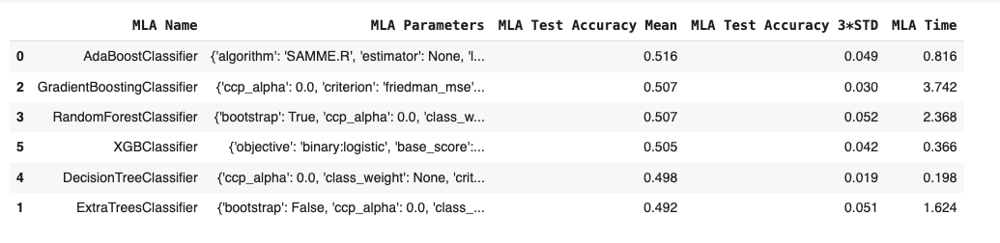 MLA Name MLA Parameters MLA Test Accuracy Mean MLA Test Accuracy 3*STD MLA Time
0 AdaBoostClassifier {'algorithm': 'SAMME.R', 'estimator': None, 'l... 0.516 0.049 0.816
2 GradientBoostingClassifier {'ccp_alpha': 0.0, 'criterion': 'friedman_mse'... 0.507 0.030 3.742
3 RandomForestClassifier {'bootstrap': True, 'ccp_alpha': 0.0, 'class_w... 0.507 0.052 2.368
5 XGBClassifier {'objective': 'binary:logistic', 'base_score':... 0.505 0.042 0.366
4 DecisionTreeClassifier {'ccp_alpha': 0.0, 'class_weight': None, 'crit... 0.498 0.019 0.198
1 ExtraTreesClassifier {'bootstrap': False, 'ccp_alpha': 0.0, 'class_... 0.492 0.051 1.624